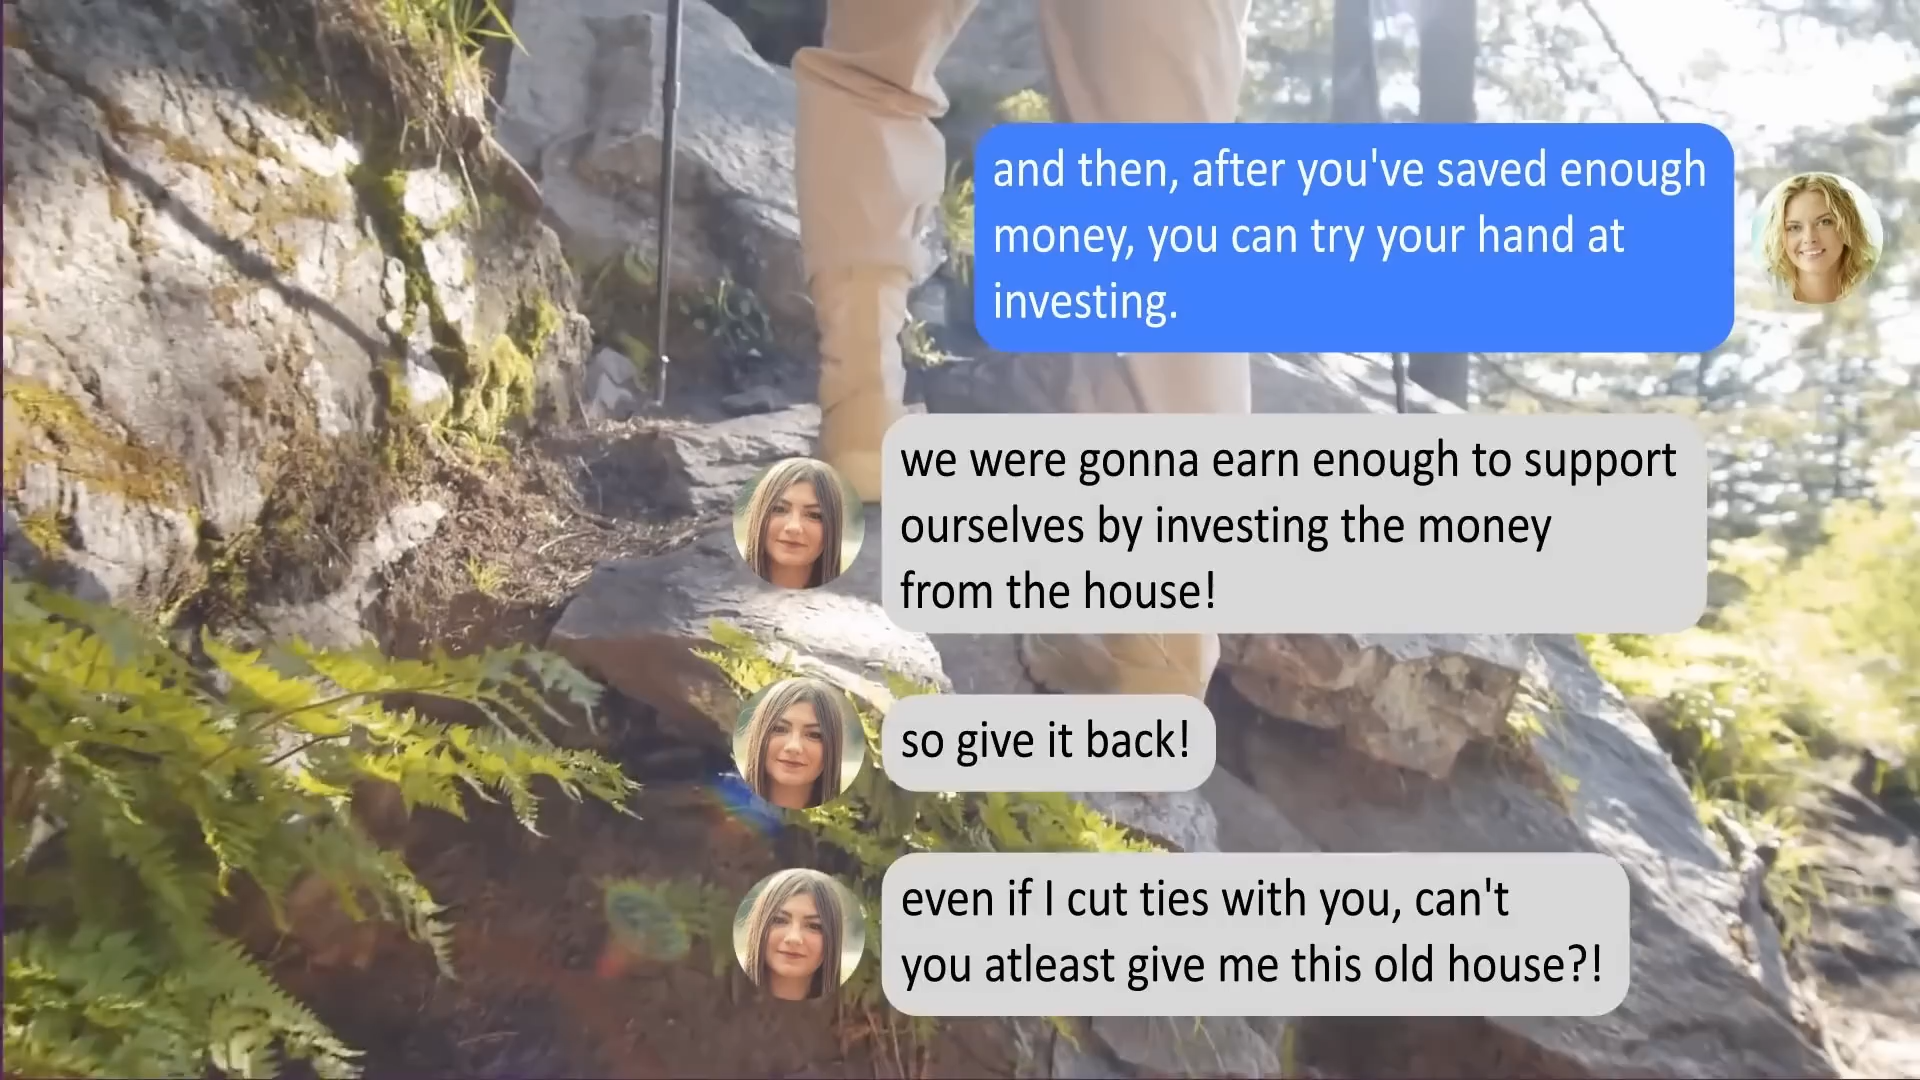 and then, after you've saved enough
money, you can try your hand at
investing.
we were gonna earn enough to support
ourselves by investing the money
from the house!
so give it back!
even if I cut ties with you, can't
you atleast give me this old house?!